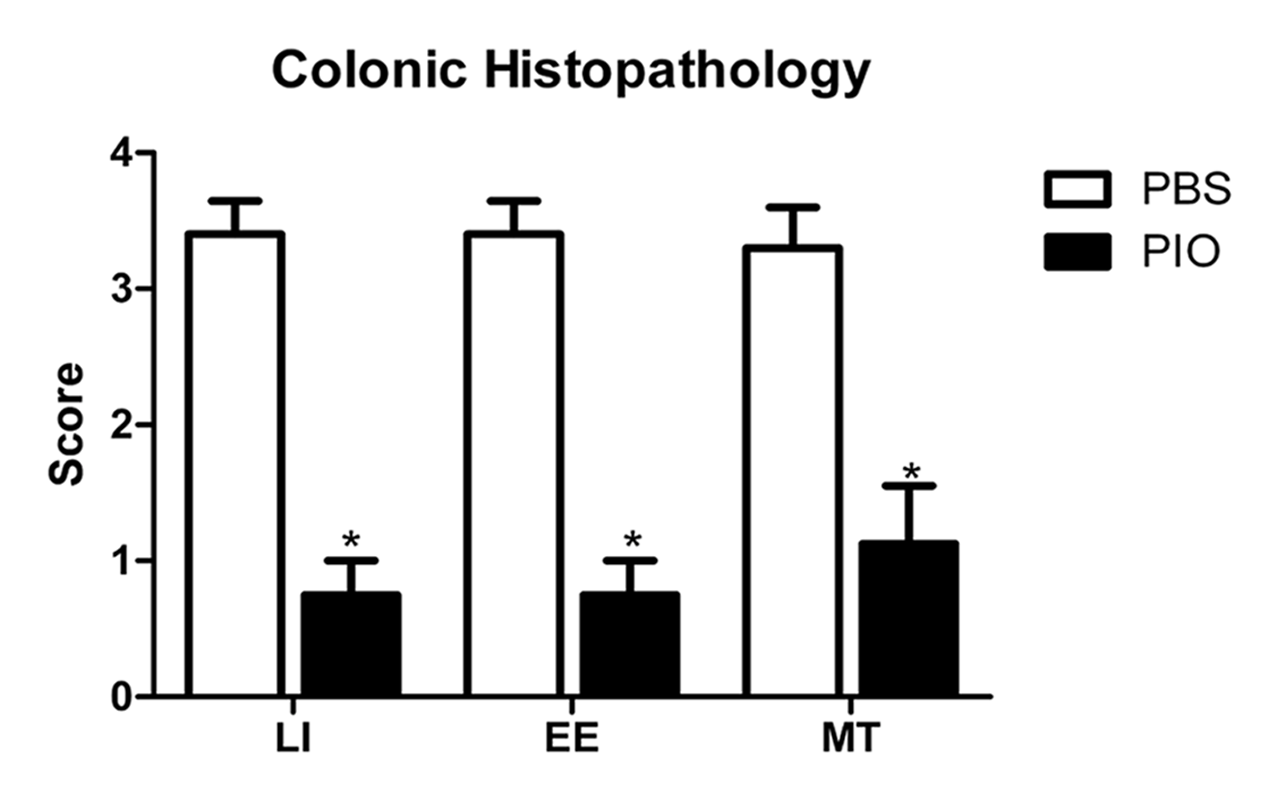 Colonic Histopathology
4
3
2
1
0
Score
* * *
LI EE MT
PBS
PIO